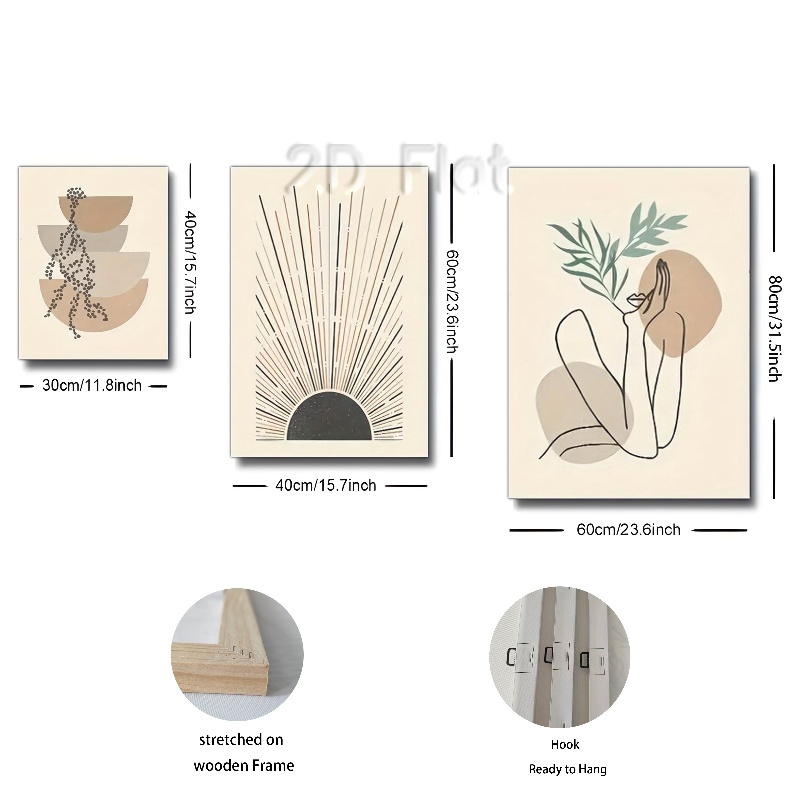 2D Flat
40cm/15.7inch
30cm/11.8inch
60cm/23.6inch
40cm/15.7inch
80cm/31.5inch
60cm/23.6inch
stretched on
wooden Frame
Hook
Ready to Hang